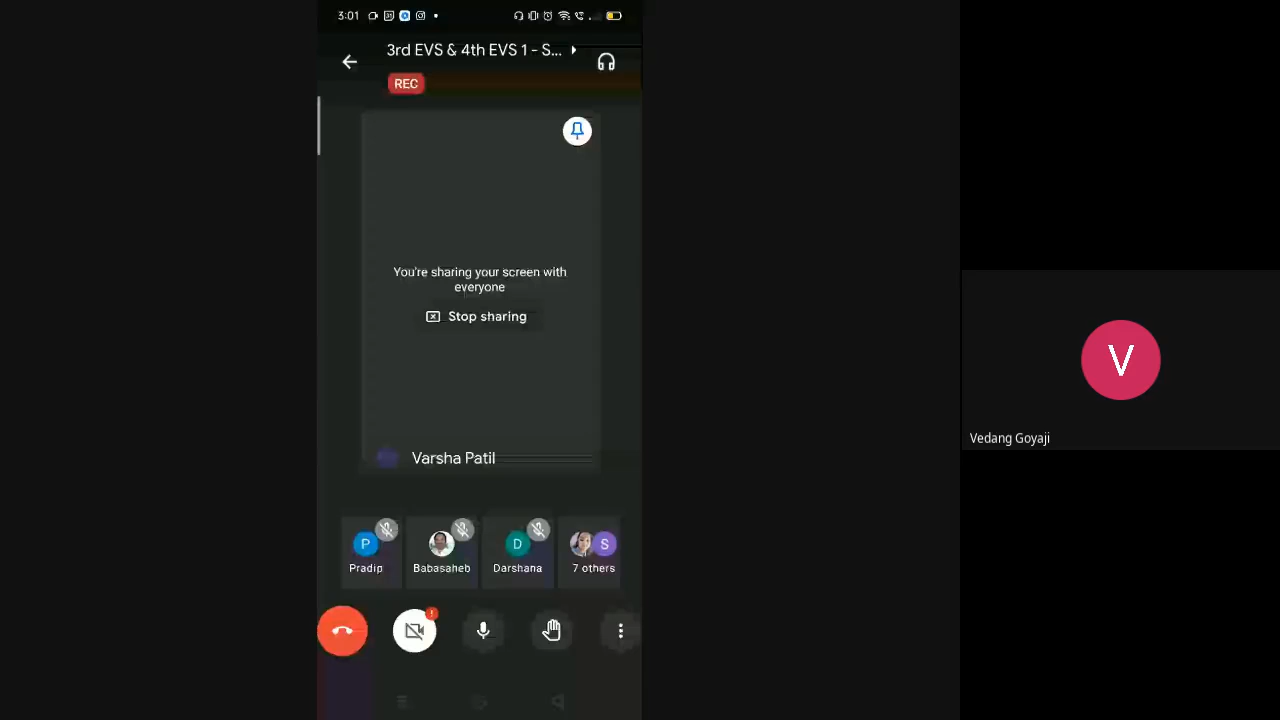 3:01
3rd EVS & 4th EVS 1 - S...
REC
You're sharing your screen with
everyone
Stop sharing
Varsha Patil
P
D
S
Pradip
Babasaheb
Darshana
7 others
V
Vedang Goyaji